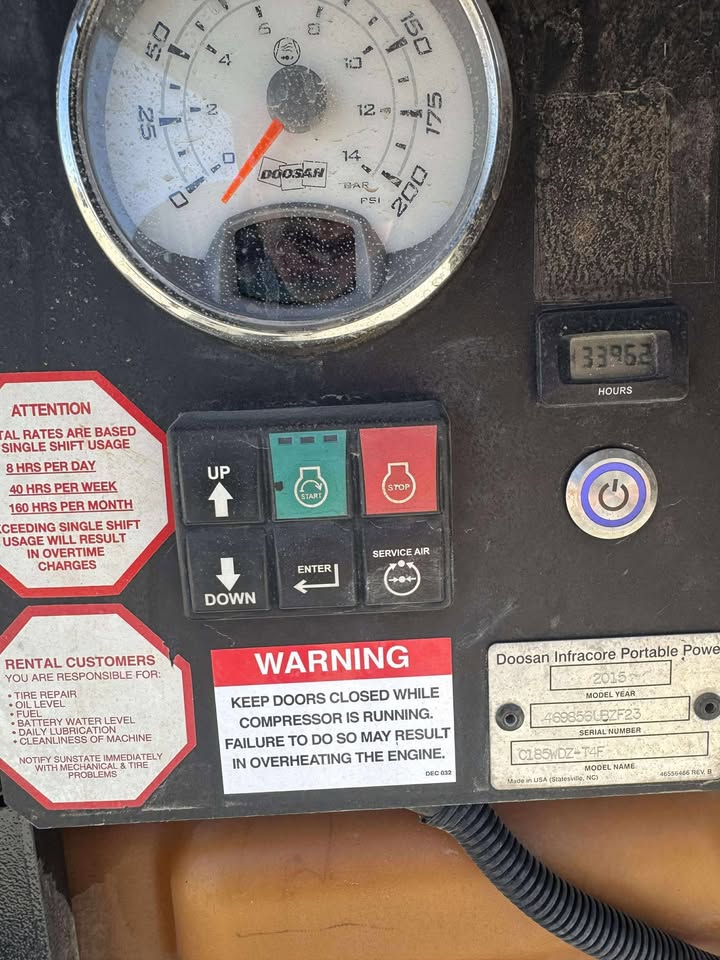 50
150
6
8
4
10
25
2
12
175
0
14
0
DOOSAN
BAR
PSI
200
33962
HOURS
ATTENTION
TAL RATES ARE BASED
SINGLE SHIFT USAGE
8 HRS PER DAY
40 HRS PER WEEK
160 HRS PER MONTH
CEEDING SINGLE SHIFT
USAGE WILL RESULT
IN OVERTIME
CHARGES
UP
START
STOP
DOWN
ENTER
SERVICE AIR
RENTAL CUSTOMERS
YOU ARE RESPONSIBLE FOR:
• TIRE REPAIR
• OIL LEVEL
• FUEL
• BATTERY WATER LEVEL
• DAILY LUBRICATION
• CLEANLINESS OF MACHINE
NOTIFY SUNSTATE IMMEDIATELY
WITH MECHANICAL & TIRE
PROBLEMS
WARNING
KEEP DOORS CLOSED WHILE
COMPRESSOR IS RUNNING.
FAILURE TO DO SO MAY RESULT
IN OVERHEATING THE ENGINE.
DEC 032
Doosan Infracore Portable Powe
2015
MODEL YEAR
SERIAL NUMBER
C185WDZ-T4F
MODEL NAME
Made in USA (Statesville, NC)
46556466 REV. B